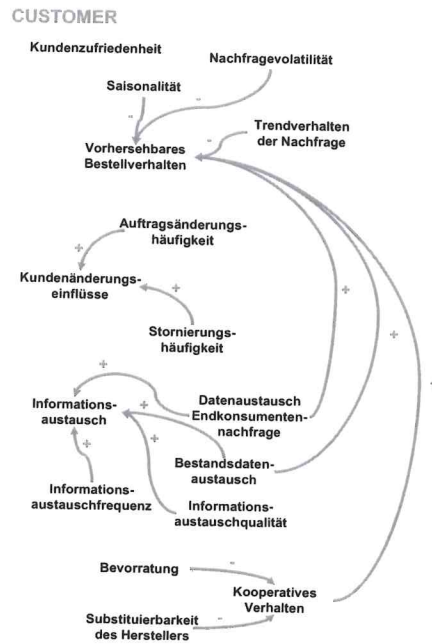 CUSTOMER
Kundenzufriedenheit
Nachfragevolatilität
Saisonalität
-
-
Trendverhalten
der Nachfrage
-
Vorhersehbares
Bestellverhalten
Auftragsänderungs-
häufigkeit
+
Kundenänderungs-
einflüsse
+
+
Stornierungs-
häufigkeit
+
+
Informations-
austausch
+
Datenaustausch
Endkonsumenten-
nachfrage
+
+
Bestandsdaten-
austausch
Informations-
austauschfrequenz
Informations-
austauschqualität
Bevorratung
-
Kooperatives
Verhalten
Substituierbarkeit
des Herstellers
-